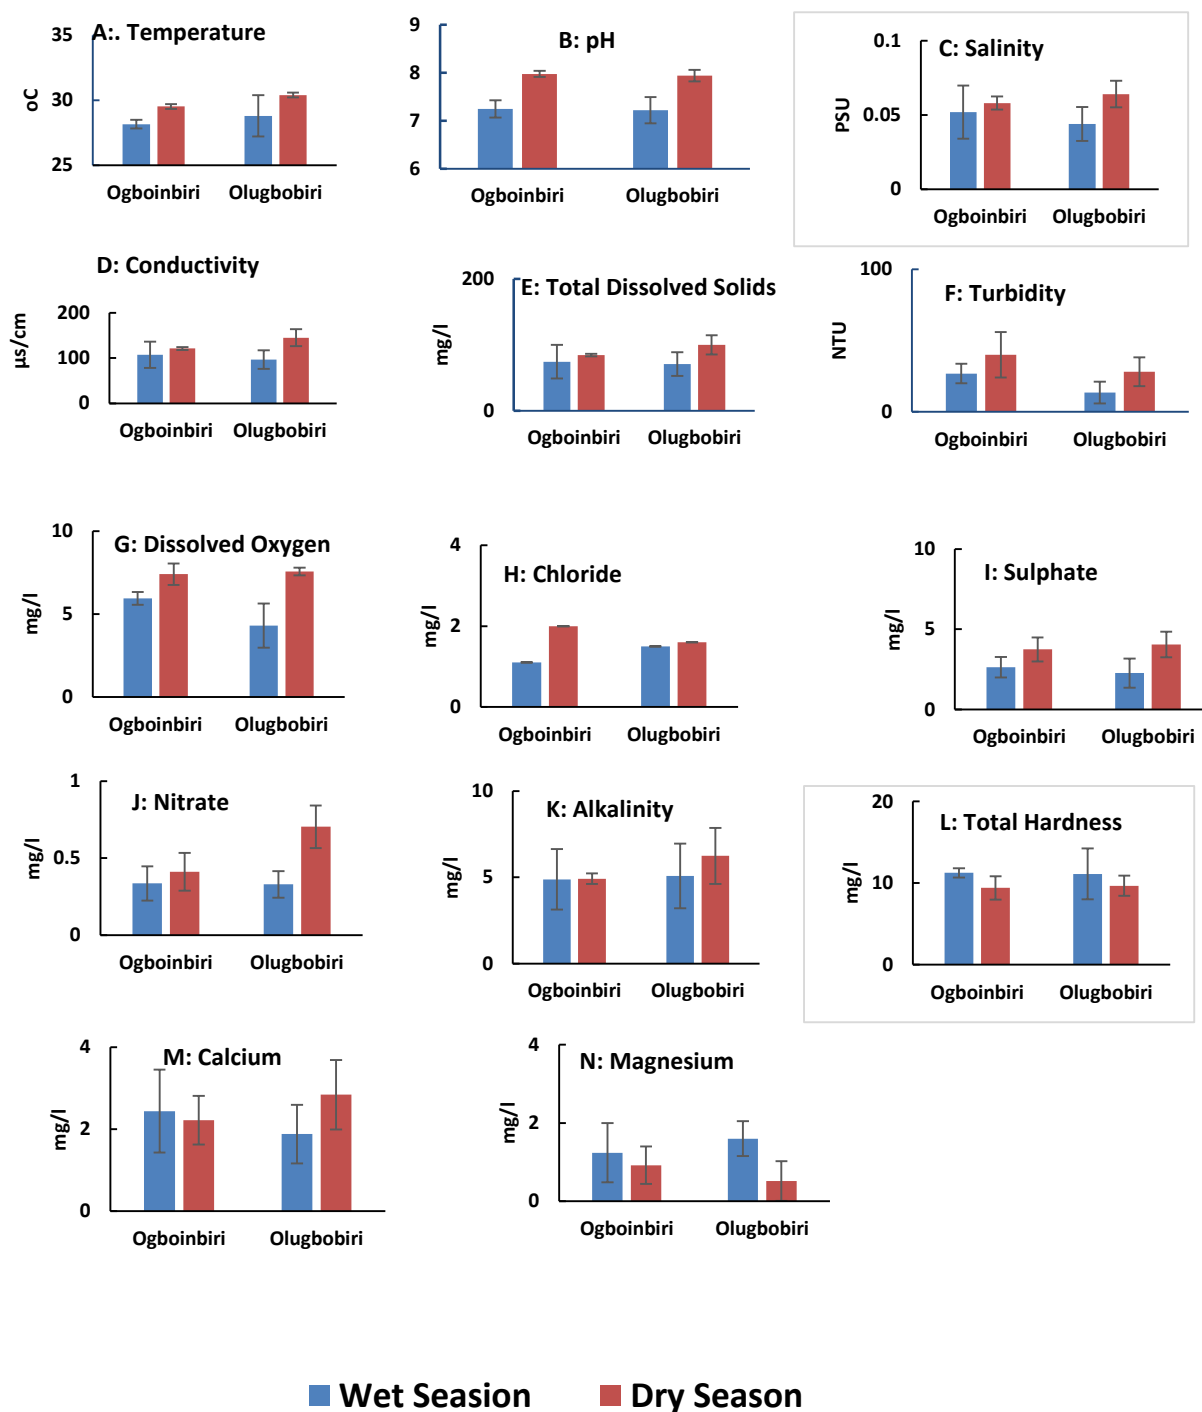 A:. Temperature
35
30
25
oC
Ogboinbiri Olugbobiri
B: pH
9
8
7
6
Ogboinbiri Olugbobiri
C: Salinity
0.1
0.05
0
PSU
Ogboinbiri Olugbobiri
D: Conductivity
200
100
0
µs/cm
Ogboinbiri Olugbobiri
E: Total Dissolved Solids
200
0
mg/l
Ogboinbiri Olugbobiri
F: Turbidity
100
0
NTU
Ogboinbiri Olugbobiri
G: Dissolved Oxygen
10
5
0
mg/l
Ogboinbiri Olugbobiri
H: Chloride
4
2
0
mg/l
Ogboinbiri Olugbobiri
I: Sulphate
10
5
0
mg/l
Ogboinbiri Olugbobiri
J: Nitrate
1
0.5
0
mg/l
Ogboinbiri Olugbobiri
K: Alkalinity
10
5
0
mg/l
Ogboinbiri Olugbobiri
L: Total Hardness
20
10
0
mg/l
Ogboinbiri Olugbobiri
M: Calcium
4
2
0
mg/l
Ogboinbiri Olugbobiri
N: Magnesium
4
2
0
mg/l
Ogboinbiri Olugbobiri
Wet Seasion Dry Season